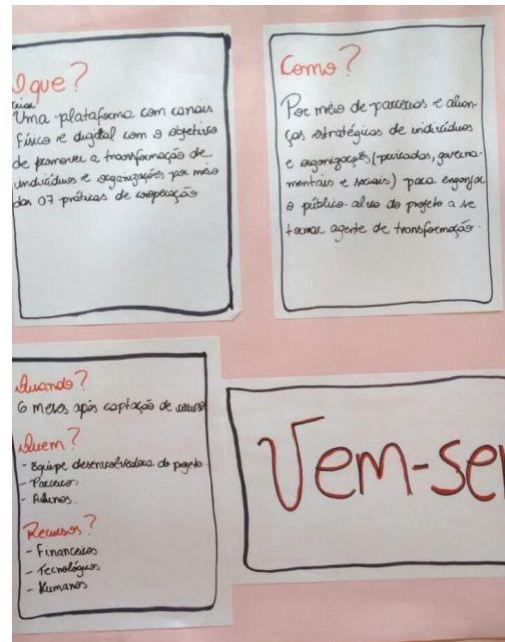 O que?
Criar
Uma plataforma com canais
físico e digital com o objetivo
de promover a transformação de
indivíduos e organizações por meio
das 07 práticas de cooperação
Como?
Por meio de parcerias e alian-
ças estratégicas de indivíduos
e organizações (privadas, governa-
mentais e sociais) para engajar
o público-alvo do projeto a se
tornar agente de transformação.
Quando?
6 meses após captação de
Quem?
- Equipe desenvolvedora do projeto
- Parceiros
- Alunos.
Recursos?
- Financeiros
- Tecnológicos
- Humanos
Vem-se